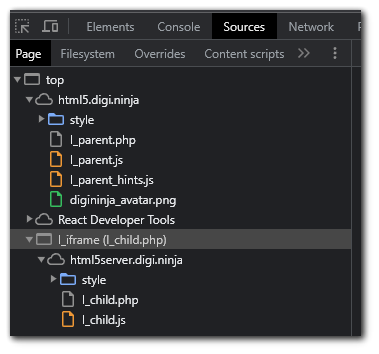 Elements Console Sources Network
Page Filesystem Overrides Content scripts
top
html5.digi.ninja
style
l_parent.php
l_parent.js
l_parent_hints.js
digininja_avatar.png
React Developer Tools
l_iframe (l_child.php)
html5server.digi.ninja
style
l_child.php
l_child.js